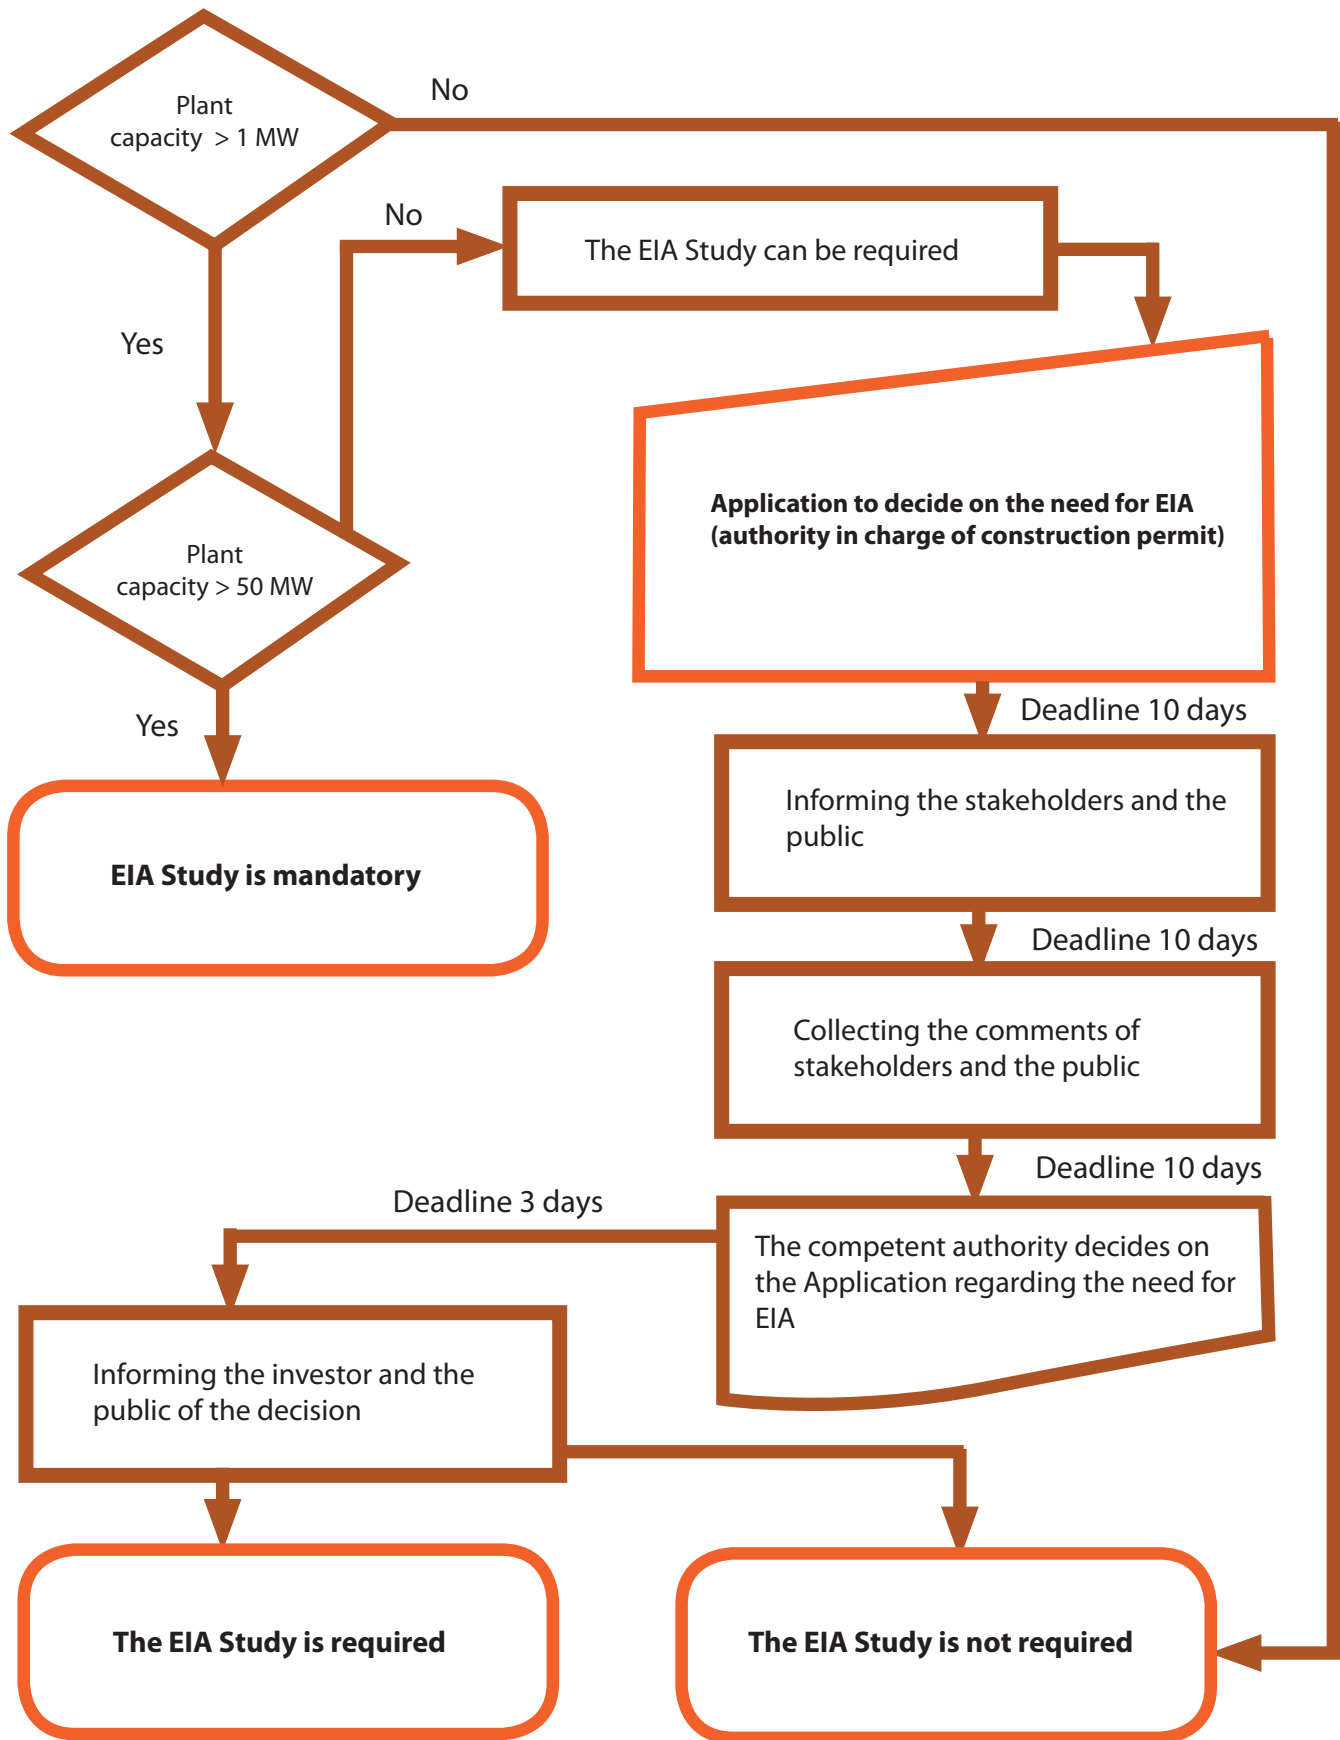 No
Plant
capacity > 1 MW
No
The EIA Study can be required
Yes
Application to decide on the need for EIA
(authority in charge of construction permit)
Plant
capacity > 50 MW
Deadline 10 days
Yes
Informing the stakeholders and the
public
EIA Study is mandatory
Deadline 10 days
Collecting the comments of
stakeholders and the public
Deadline 10 days
Deadline 3 days
The competent authority decides on
the Application regarding the need for
EIA
Informing the investor and the
public of the decision
The EIA Study is required
The EIA Study is not required